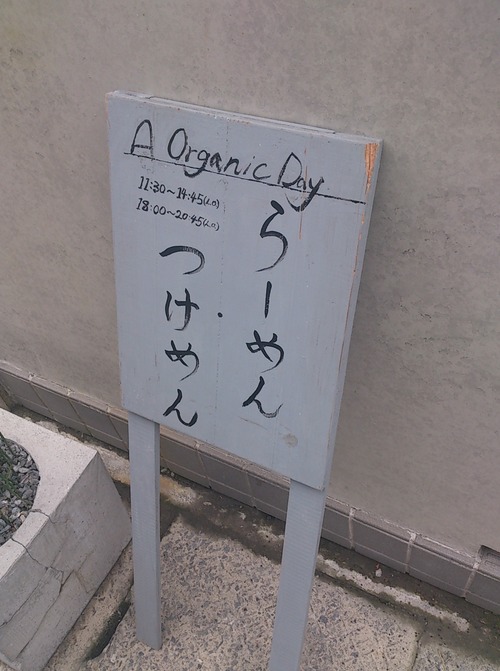 A Organic Day
11:30～14:45(L.O)
18:00～20:45(L.O)
らーめん
・
つけめん